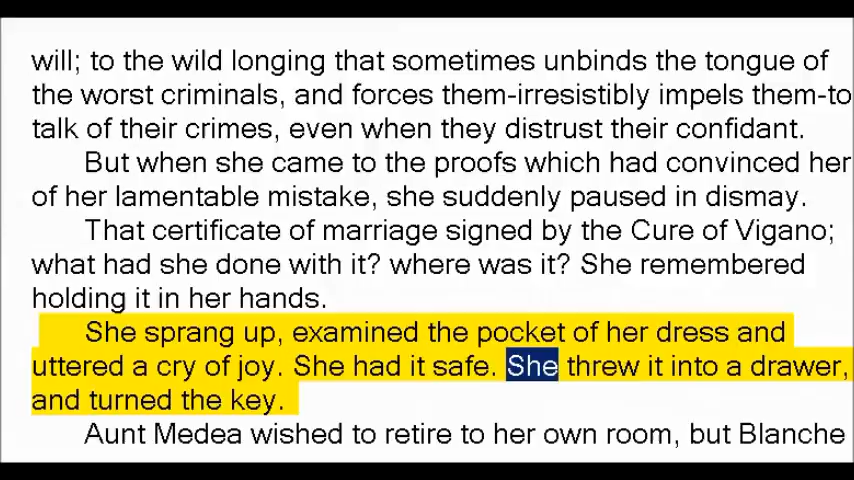 will; to the wild longing that sometimes unbinds the tongue of
the worst criminals, and forces them-irresistibly impels them-to
talk of their crimes, even when they distrust their confidant.
But when she came to the proofs which had convinced her
of her lamentable mistake, she suddenly paused in dismay.
That certificate of marriage signed by the Cure of Vigano;
what had she done with it? where was it? She remembered
holding it in her hands.
She sprang up, examined the pocket of her dress and
uttered a cry of joy. She had it safe. She threw it into a drawer,
and turned the key.
Aunt Medea wished to retire to her own room, but Blanche